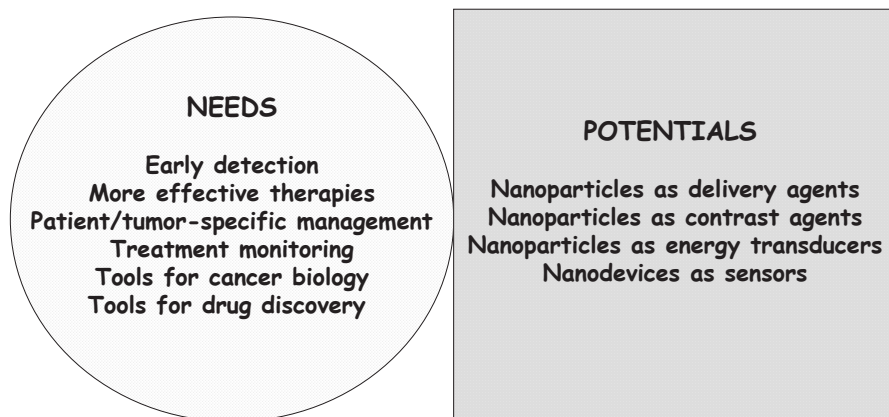 NEEDS
Early detection
More effective therapies
Patient/tumor-specific management
Treatment monitoring
Tools for cancer biology
Tools for drug discovery
POTENTIALS
Nanoparticles as delivery agents
Nanoparticles as contrast agents
Nanoparticles as energy transducers
Nanodevices as sensors